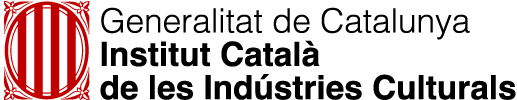 Generalitat de Catalunya
Institut Català
de les Indústries Culturals